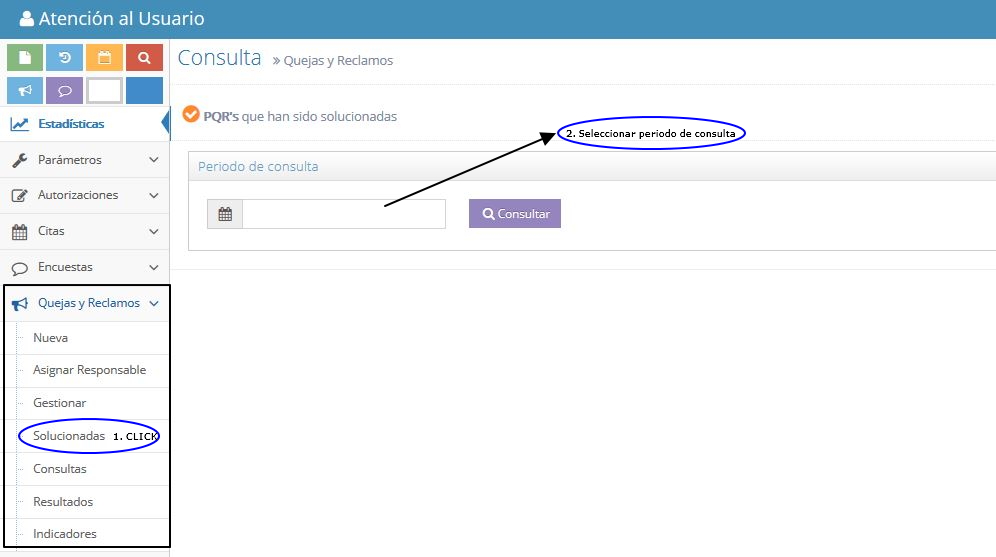 Atención al Usuario
Consulta » Quejas y Reclamos
Estadísticas
Parámetros
Autorizaciones
Citas
Encuestas
Quejas y Reclamos
Nueva
Asignar Responsable
Gestionar
Solucionadas 1. CLICK
Consultas
Resultados
Indicadores
PQR's que han sido solucionadas
2. Seleccionar periodo de consulta
Periodo de consulta
Consultar